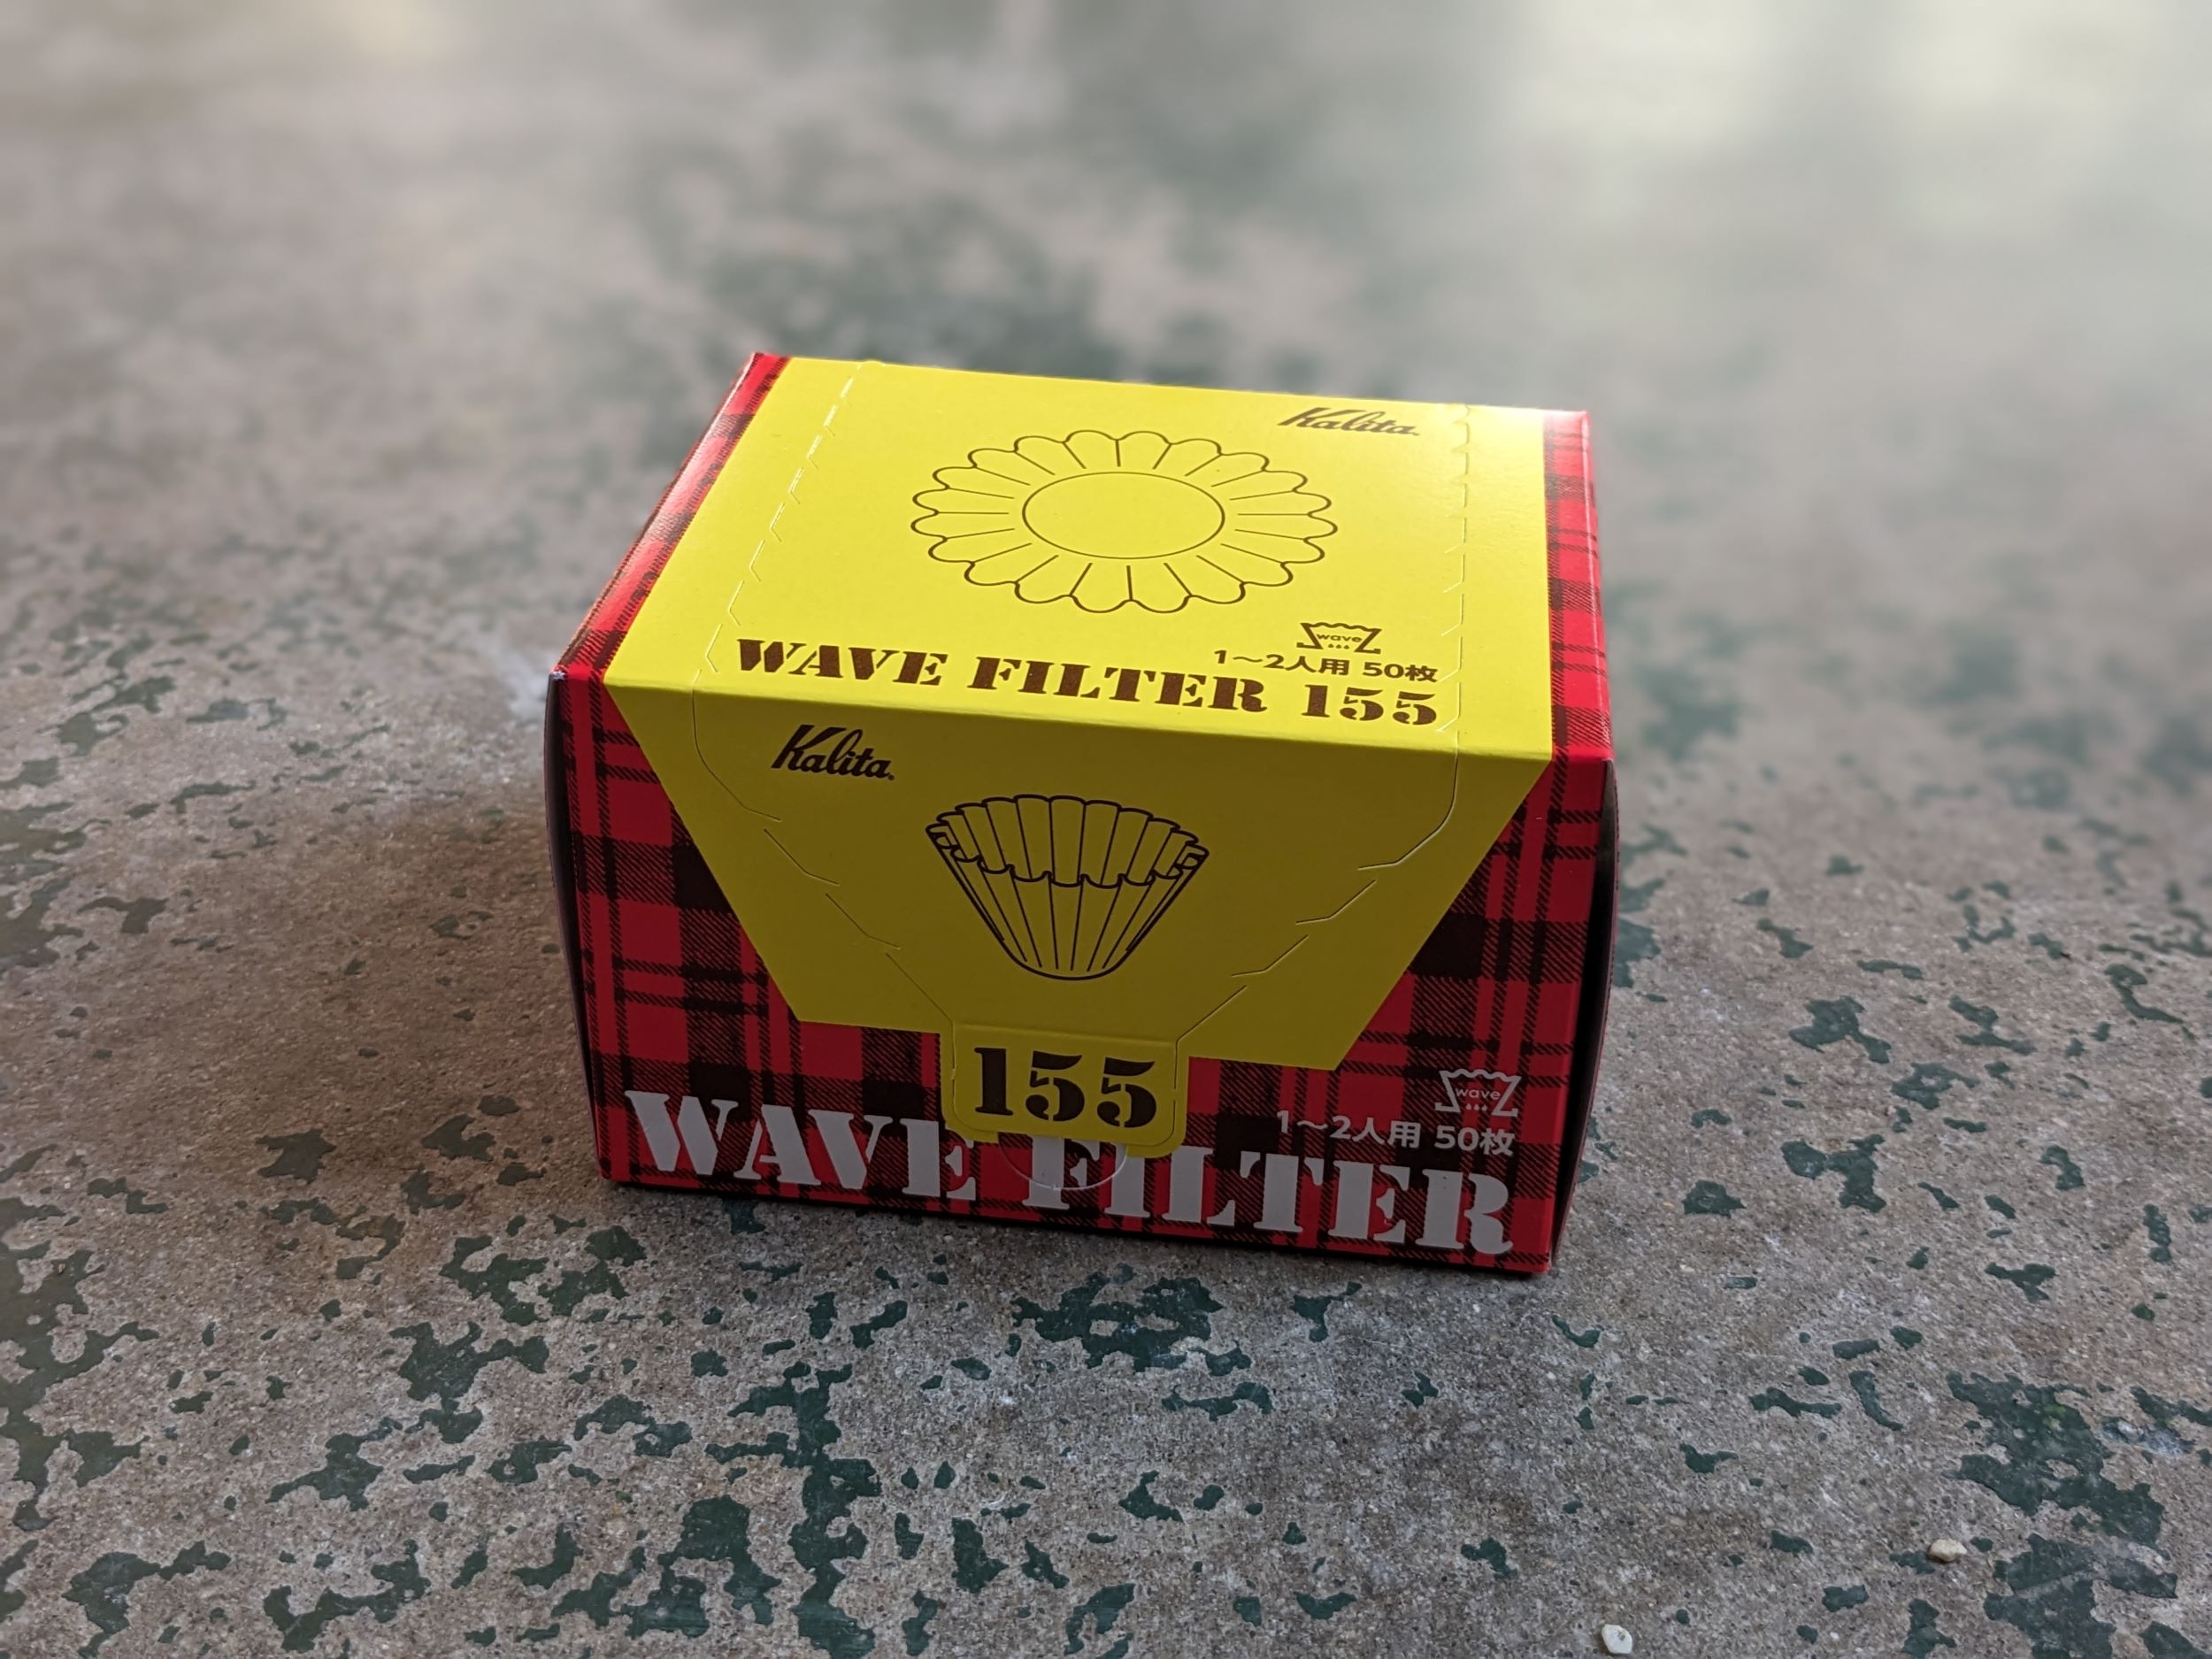 Kalita
wave
1〜2人用 50枚
WAVE FILTER 155
Kalita
155
wave
1〜2人用 50枚
WAVE FILTER